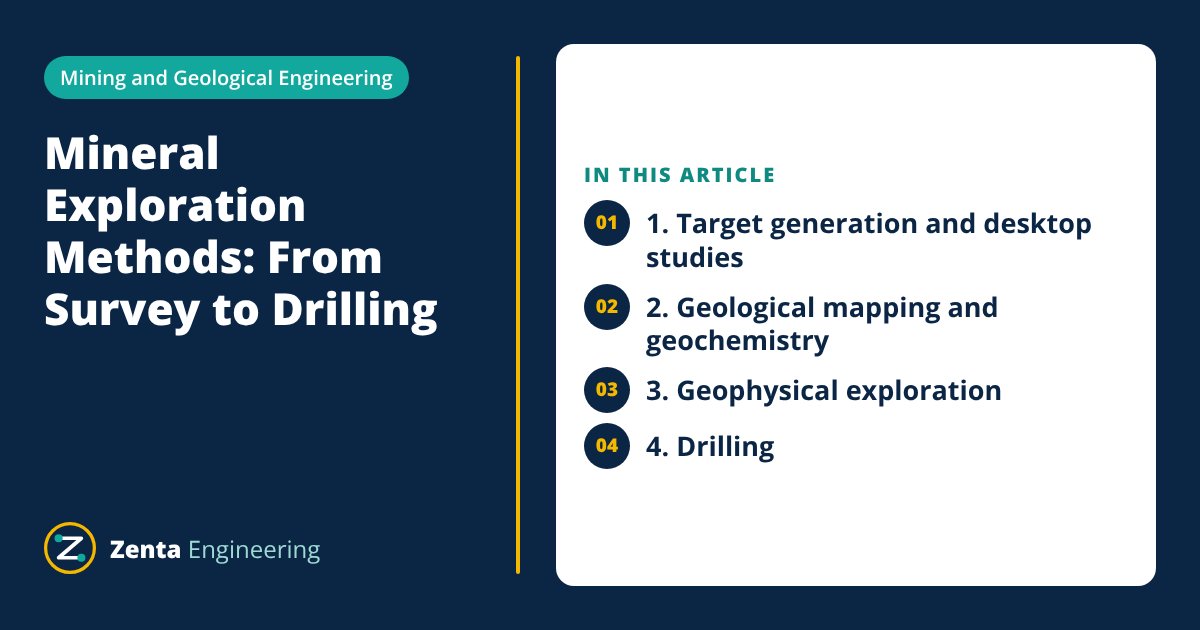 Mining and Geological Engineering
Mineral
Exploration
Methods: From
Survey to Drilling
Zenta Engineering
IN THIS ARTICLE
01 1. Target generation and desktop
studies
02 2. Geological mapping and
geochemistry
03 3. Geophysical exploration
04 4. Drilling